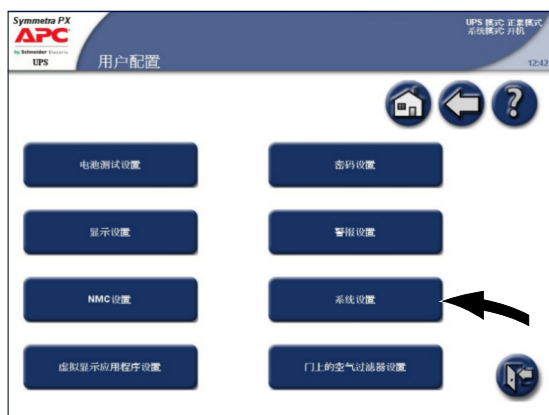 Symmetra PX
APC
by Schneider Electric
UPS
用户配置
UPS 模式: 正常模式
系统模式: 开机
12:42
电池测试设置
密码设置
显示设置
警报设置
NMC设置
系统设置
虚拟显示应用程序设置
门上的空气过滤器设置